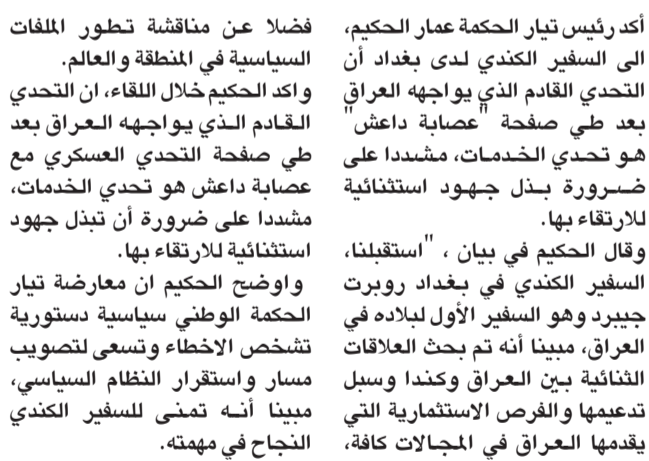 أكد رئيس تيار الحكمة عمار الحكيم،
الى السفير الكندي لدى بغداد أن
التحدي القادم الذي يواجهه العراق
بعد طي صفحة "عصابة داعش"
هو تحدي الخدمات، مشددا على
ضرورة بذل جهود استثنائية
للارتقاء بها.
وقال الحكيم في بيان ، "استقبلنا،
السفير الكندي في بغداد روبرت
جيبرد وهو السفير الأول لبلاده في
العراق، مبينا أنه تم بحث العلاقات
الثنائية بين العراق وكندا وسبل
تدعيمها والفرص الاستثمارية التي
يقدمها العراق في المجالات كافة،
فضلا عن مناقشة تطور الملفات
السياسية في المنطقة والعالم.
واكد الحكيم خلال اللقاء، ان التحدي
القادم الذي يواجهه العراق بعد
طي صفحة التحدي العسكري مع
عصابة داعش هو تحدي الخدمات،
مشددا على ضرورة أن تبذل جهود
استثنائية للارتقاء بها.
واوضح الحكيم ان معارضة تيار
الحكمة الوطني سياسية دستورية
تشخص الاخطاء وتسعى لتصويب
مسار واستقرار النظام السياسي،
مبينا أنه تمنى للسفير الكندي
النجاح في مهمته.